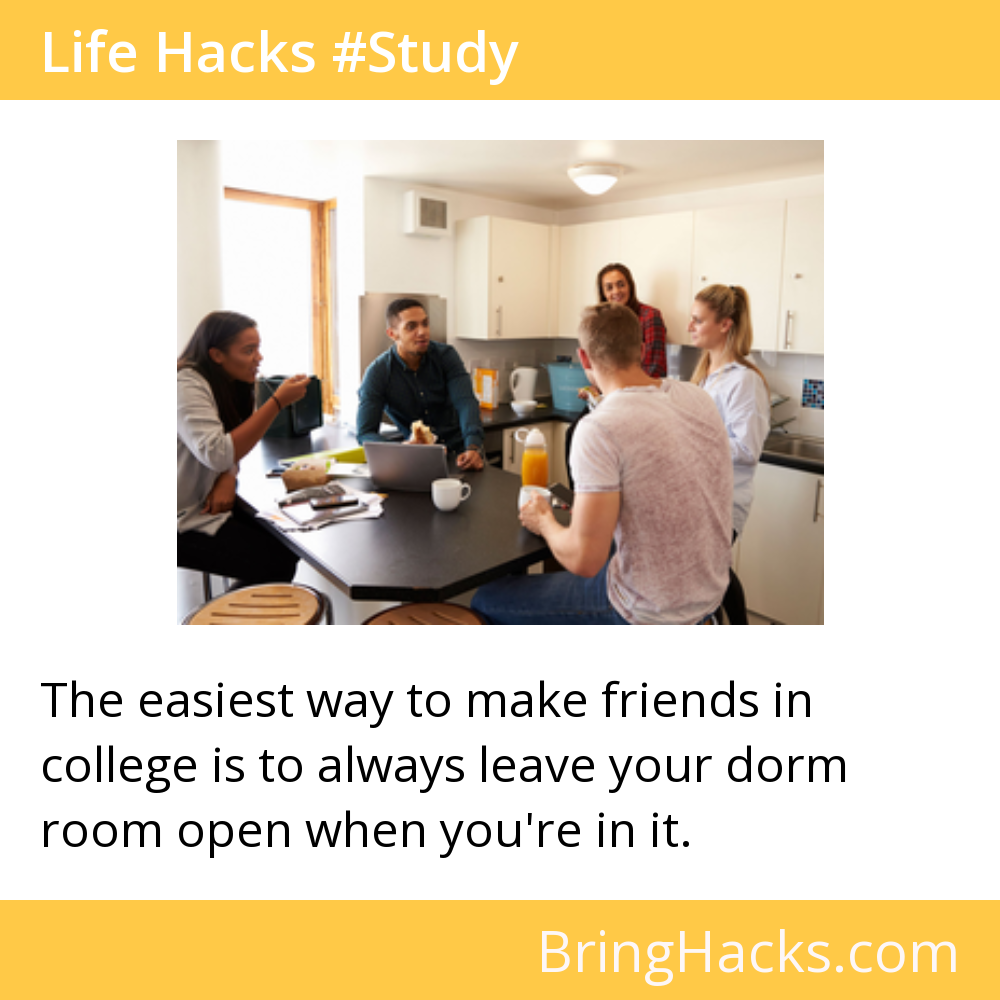 Life Hacks #Study
The easiest way to make friends in
college is to always leave your dorm
room open when you're in it.
BringHacks.com